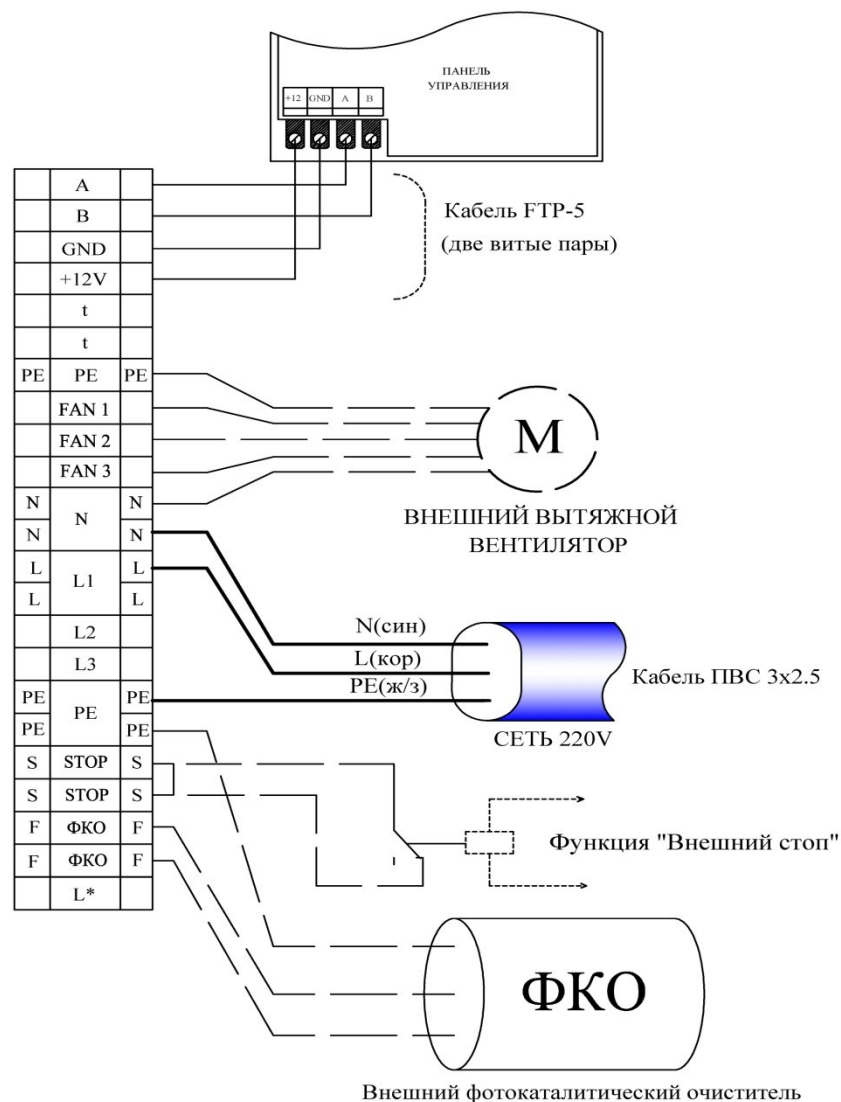 ПАНЕЛЬ
УПРАВЛЕНИЯ
+12 GND A B
A
B
GND
+12V
t
t
PE PE PE
FAN 1
FAN 2
FAN 3
N N
N
N N
L L
L1
L L
L2
L3
PE PE
PE
PE PE
S STOP S
S STOP S
F ФКО F
F ФКО F
L*
Кабель FTP-5
(две витые пары)
М
ВНЕШНИЙ ВЫТЯЖНОЙ
ВЕНТИЛЯТОР
N(син)
L(кор)
PE(ж/з)
Кабель ПВС 3х2.5
СЕТЬ 220V
Функция "Внешний стоп"
ФКО
Внешний фотокаталитический очиститель